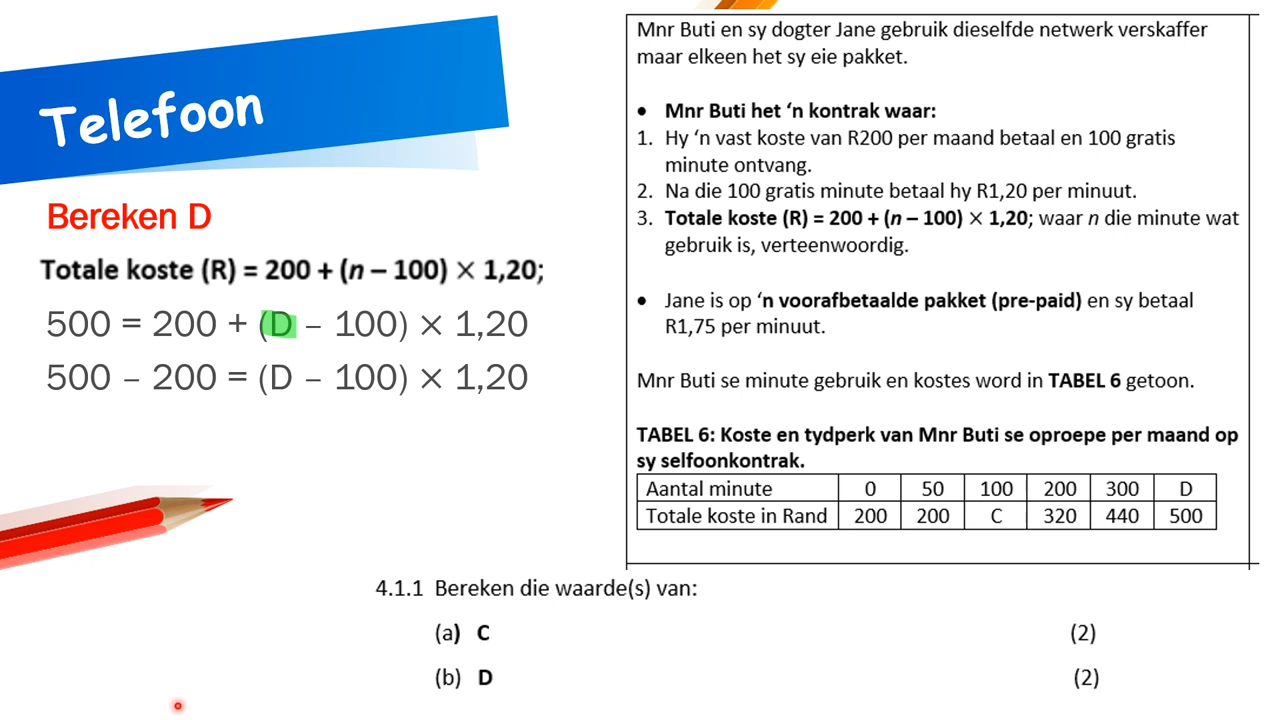 Telefoon
Bereken D
Totale koste (R) = 200 + (n – 100) × 1,20;
500 = 200 + (D – 100) × 1,20
500 – 200 = (D – 100) × 1,20
Mnr Buti en sy dogter Jane gebruik dieselfde netwerk verskaffer
maar elkeen het sy eie pakket.
• Mnr Buti het ‘n kontrak waar:
1. Hy ‘n vast koste van R200 per maand betaal en 100 gratis
minute ontvang.
2. Na die 100 gratis minute betaal hy R1,20 per minuut.
3. Totale koste (R) = 200 + (n – 100) × 1,20; waar n die minute wat
gebruik is, verteenwoordig.
• Jane is op ‘n voorafbetaalde pakket (pre-paid) en sy betaal
R1,75 per minuut.
Mnr Buti se minute gebruik en kostes word in TABEL 6 getoon.
TABEL 6: Koste en tydperk van Mnr Buti se oproepe per maand op
sy selfoonkontrak.
Aantal minute 0 50 100 200 300 D
Totale koste in Rand 200 200 C 320 440 500
4.1.1 Bereken die waarde(s) van:
(a) C (2)
(b) D (2)